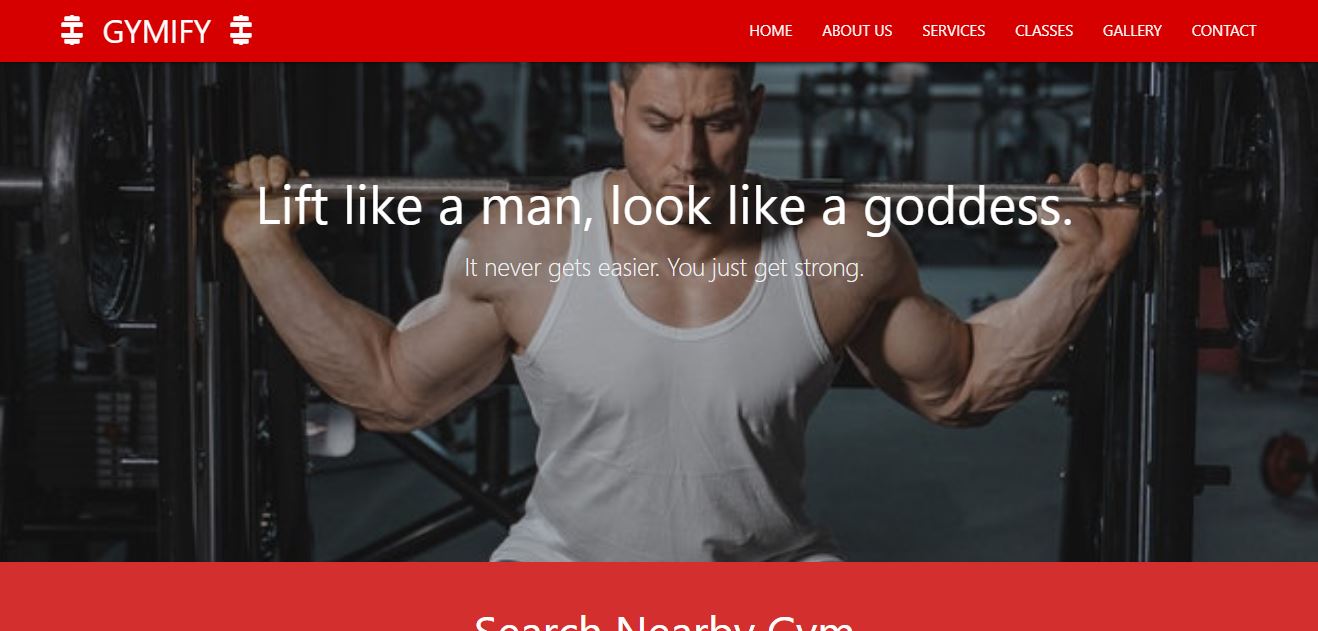 GYMIFY
HOME ABOUT US SERVICES CLASSES GALLERY CONTACT
Lift like a man, look like a goddess.
It never gets easier. You just get strong.
Search Nearby Gym